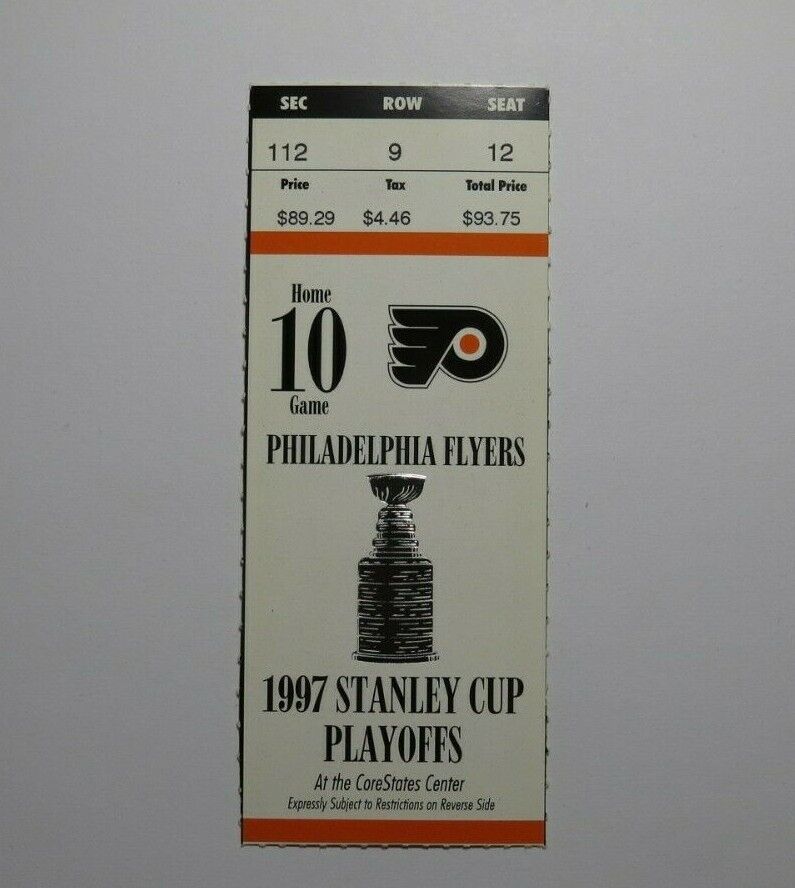 SEC ROW SEAT
112 9 12
Price Tax Total Price
$89.29 $4.46 $93.75
Home
10
Game
PHILADELPHIA FLYERS
1997 STANLEY CUP
PLAYOFFS
At the CoreStates Center
Expressly Subject to Restrictions on Reverse Side